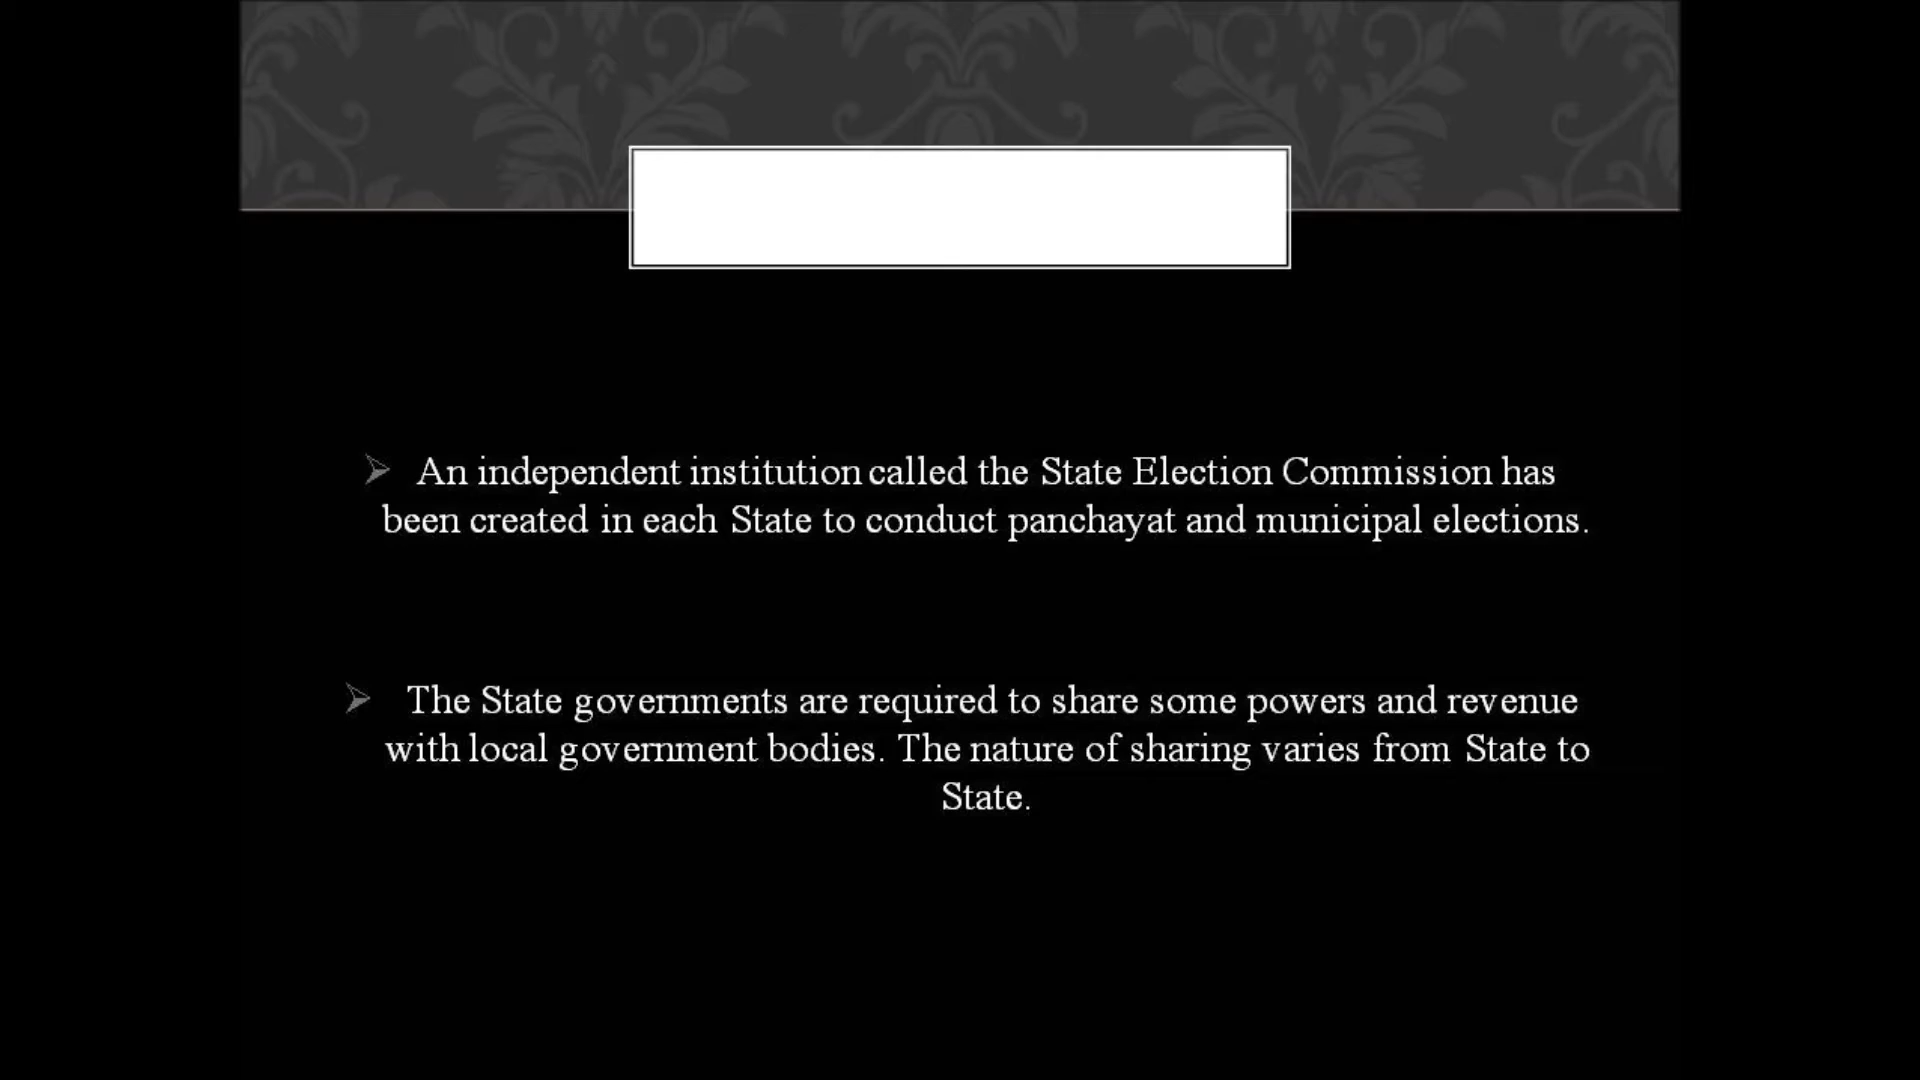 An independent institution called the State Election Commission has
been created in each State to conduct panchayat and municipal elections.
The State governments are required to share some powers and revenue
with local government bodies. The nature of sharing varies from State to
State.